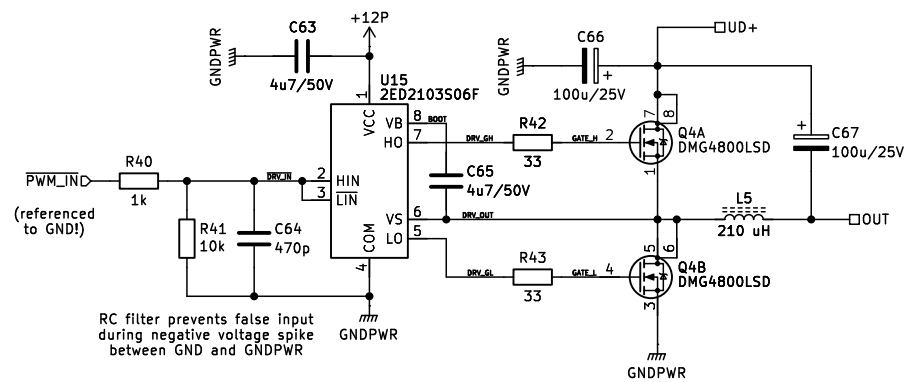 +12P
C63
4u7/50V
GNDPWR
U15
2ED2103S06F
1
VCC
VB
8
BOOT
HO
7
DRV_GH
R42
33
GATE_H
2
C65
4u7/50V
GNDPWR
C66
100u/25V
+
UD+
7
8
Q4A
DMG4800LSD
1
+
C67
100u/25V
PWM_IN
R40
1k
DRV_IN
2
HIN
3
LIN
(referenced
to GND!)
R41
10k
C64
470p
VS
6
DRV_OUT
LO
5
COM
4
GNDPWR
DRV_GL
R43
33
GATE_L
4
5
6
Q4B
DMG4800LSD
3
GNDPWR
L5
210 uH
OUT
RC filter prevents false input
during negative voltage spike
between GND and GNDPWR